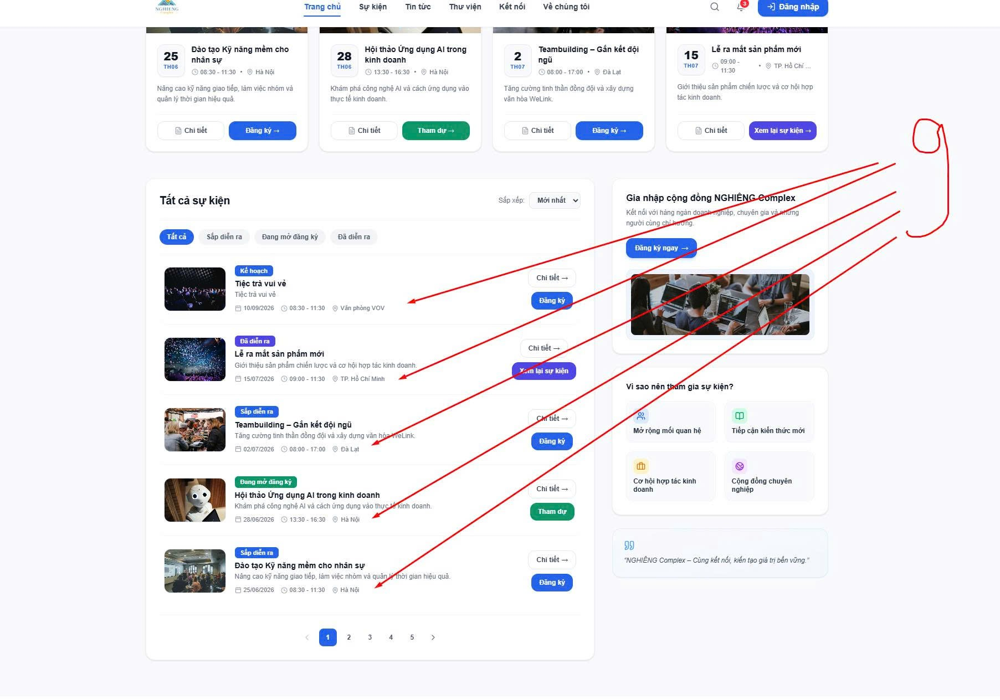 NGHIENG
Complex
Trang chủ
Sự kiện
Tin tức
Thư viện
Kết nối
Về chúng tôi
3
Đăng nhập
25
TH06
Đào tạo Kỹ năng mềm cho
nhân sự
08:30 - 11:30 • Hà Nội
Nâng cao kỹ năng giao tiếp, làm việc nhóm và
quản lý thời gian hiệu quả.
Chi tiết
Đăng ký →
28
TH06
Hội thảo Ứng dụng AI trong
kinh doanh
13:30 - 16:30 • Hà Nội
Khám phá công nghệ AI và cách ứng dụng vào
thực tế kinh doanh.
Chi tiết
Tham dự →
2
TH07
Teambuilding – Gắn kết đội
ngũ
08:00 - 17:00 • Đà Lạt
Tăng cường tinh thần đồng đội và xây dựng
văn hóa WeLink.
Chi tiết
Đăng ký →
15
TH07
Lễ ra mắt sản phẩm mới
09:00 -
11:30
• TP. Hồ Chí ...
Giới thiệu sản phẩm chiến lược và cơ hội hợp
tác kinh doanh.
Chi tiết
Xem lại sự kiện →
9
Tất cả sự kiện
Sắp xếp:
Mới nhất
Tất cả
Sắp diễn ra
Đang mở đăng ký
Đã diễn ra
Kế hoạch
Tiệc trà vui vẻ
Tiệc trà vui vẻ
10/09/2026
08:30 - 11:30
Văn phòng VOV
Chi tiết →
Đăng ký
Đã diễn ra
Lễ ra mắt sản phẩm mới
Giới thiệu sản phẩm chiến lược và cơ hội hợp tác kinh doanh.
15/07/2026
09:00 - 11:30
TP. Hồ Chí Minh
Chi tiết →
Xem lại sự kiện
Sắp diễn ra
Teambuilding – Gắn kết đội ngũ
Tăng cường tinh thần đồng đội và xây dựng văn hóa WeLink.
02/07/2026
08:00 - 17:00
Đà Lạt
Chi tiết →
Đăng ký
Đang mở đăng ký
Hội thảo Ứng dụng AI trong kinh doanh
Khám phá công nghệ AI và cách ứng dụng vào thực tế kinh doanh.
28/06/2026
13:30 - 16:30
Hà Nội
Chi tiết →
Tham dự
Sắp diễn ra
Đào tạo Kỹ năng mềm cho nhân sự
Nâng cao kỹ năng giao tiếp, làm việc nhóm và quản lý thời gian hiệu quả.
25/06/2026
08:30 - 11:30
Hà Nội
Chi tiết →
Đăng ký
1 2 3 4 5
Gia nhập cộng đồng NGHIÊNG Complex
Kết nối với hàng ngàn doanh nghiệp, chuyên gia và những
người cùng chí hướng.
Đăng ký ngay →
Vì sao nên tham gia sự kiện?
Mở rộng mối quan hệ
Tiếp cận kiến thức mới
Cơ hội hợp tác kinh
doanh
Cộng đồng chuyên
nghiệp
“NGHIÊNG Complex – Cùng kết nối, kiến tạo giá trị bền vững.”